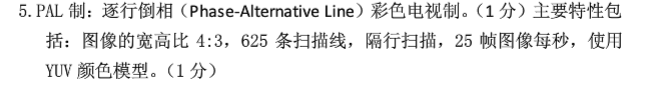 5. PAL 制：逐行倒相（Phase-Alternative Line）彩色电视制。（1 分）主要特性包
括：图像的宽高比 4:3，625 条扫描线，隔行扫描，25 帧图像每秒，使用
YUV 颜色模型。（1 分）